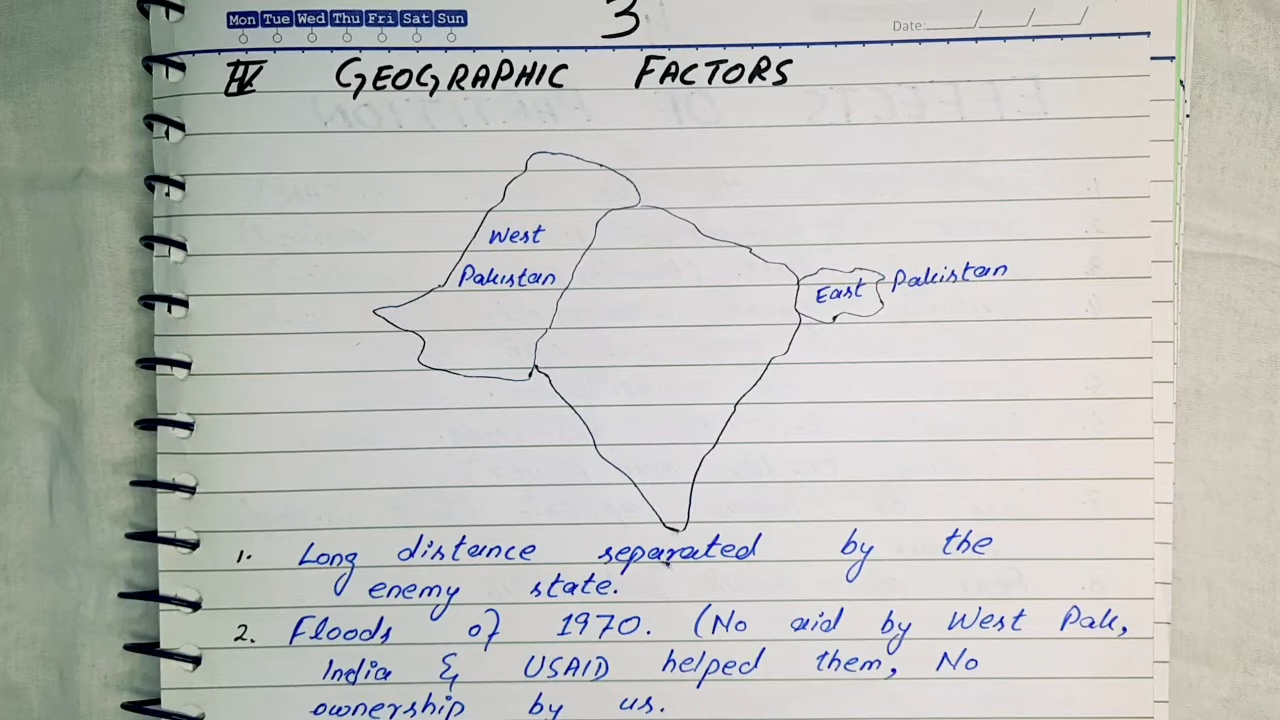 Mon Tue Wed Thu Fri Sat Sun
3
Date:
IV GEOGRAPHIC FACTORS
West
Pakistan
East Pakistan
1. Long distance separated by the
enemy state.
2. Floods of 1970. (No aid by West Pak,
India & USAID helped them, No
ownership by us.